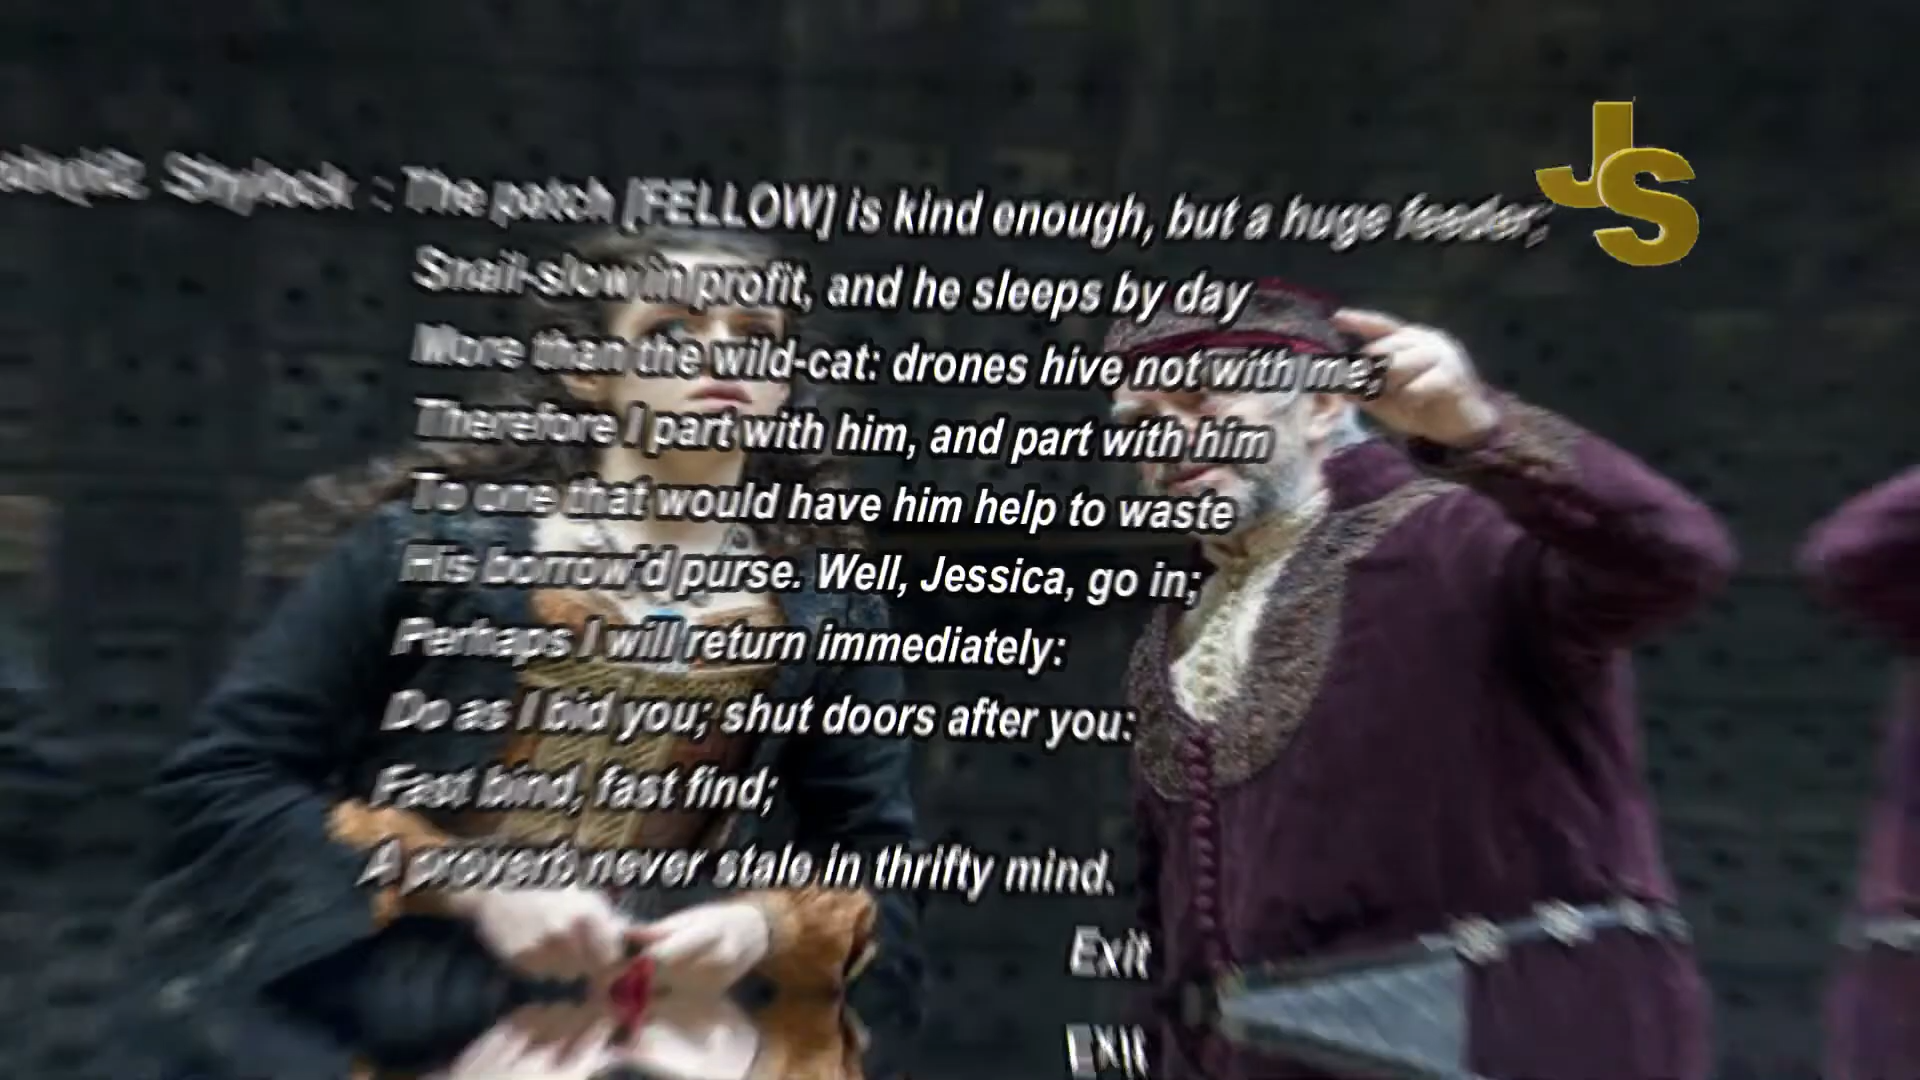 Shylock : The patch [FELLOW] is kind enough, but a huge feeder;
Snail-slow in profit, and he sleeps by day
More than the wild-cat: drones hive not with me;
Therefore I part with him, and part with him
To one that would have him help to waste
His borrow'd purse. Well, Jessica, go in;
Perhaps I will return immediately:
Do as I bid you; shut doors after you:
Fast bind, fast find;
A proverb never stale in thrifty mind.
Exit
JS